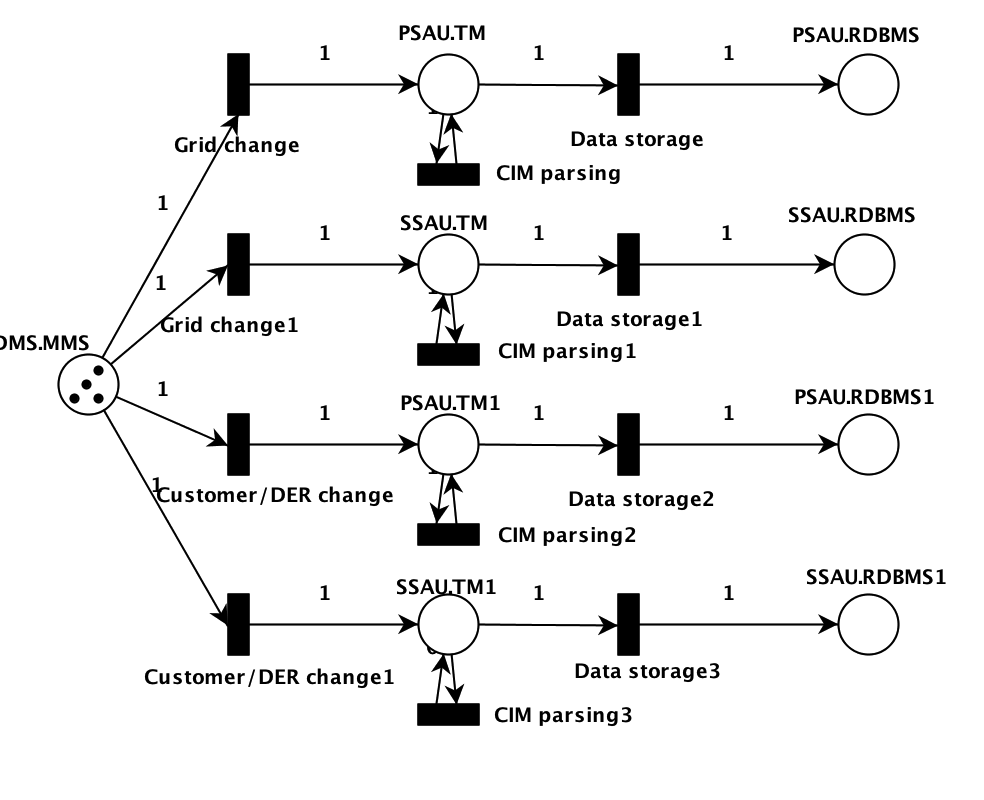 PSAU.TM
PSAU.RDBMS
1
1
1
Grid change
Data storage
CIM parsing
1
SSAU.TM
SSAU.RDBMS
1
1
1
1
Grid change1
Data storage1
DMS.MMS
CIM parsing1
1
PSAU.TM1
PSAU.RDBMS1
1
1
1
1
Customer/DER change
Data storage2
CIM parsing2
SSAU.TM1
SSAU.RDBMS1
1
1
1
Customer/DER change1
Data storage3
CIM parsing3